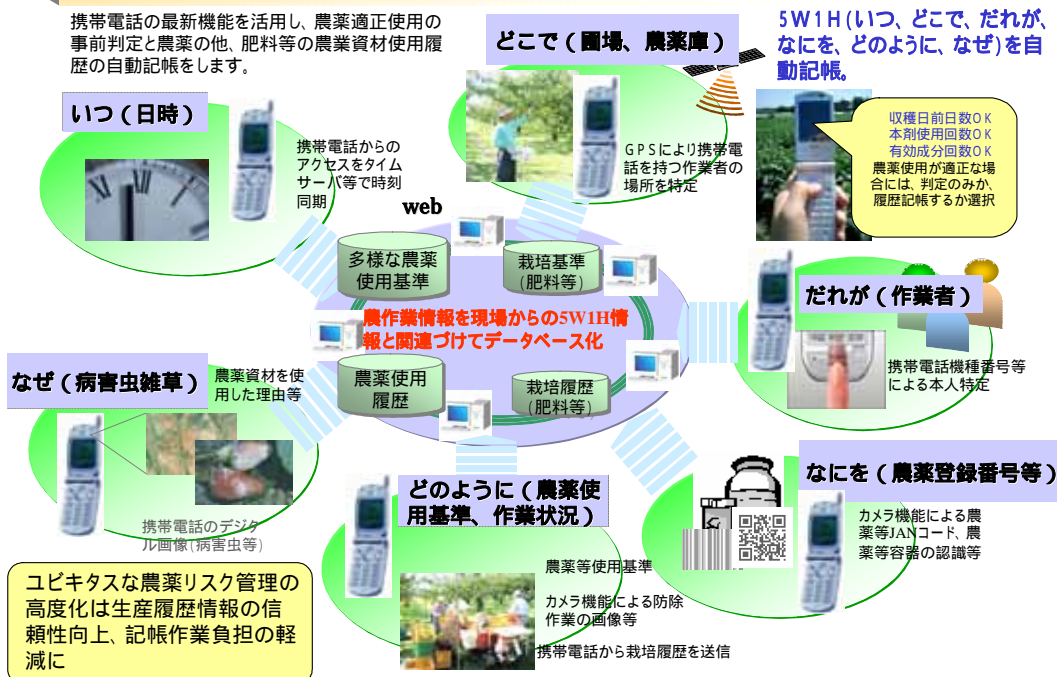 携帯電話の最新機能を活用し、農薬適正使用の
事前判定と農薬の他、肥料等の農業資材使用履
歴の自動記帳をします。
5W1H(いつ、どこで、だれが、
なにを、どのように、なぜ)を自
動記帳。
いつ(日時)
携帯電話からの
アクセスをタイム
サーバ等で時刻
同期
どこで(圃場、農薬庫)
GPSにより携帯電
話を持つ作業者の
場所を特定
収穫日前日数OK
本剤使用回数OK
有効成分回数OK
農薬使用が適正な場
合には、判定のみか、
履歴記帳するか選択
web
多様な農薬
使用基準
栽培基準
(肥料等)
農作業情報を現場からの5W1H情
報と関連づけてデータベース化
農薬使用
履歴
栽培履歴
(肥料等)
だれが(作業者)
携帯電話機種番号等
による本人特定
なぜ(病害虫雑草)
農薬資材を使
用した理由等
携帯電話のデジタ
ル画像(病害虫等)
どのように(農薬使
用基準、作業状況)
農薬等使用基準
カメラ機能による防除
作業の画像等
携帯電話から栽培履歴を送信
なにを(農薬登録番号等)
カメラ機能による農
薬等JANコード、農
薬等容器の認識等
ユビキタスな農薬リスク管理の
高度化は生産履歴情報の信
頼性向上、記帳作業負担の軽
減に